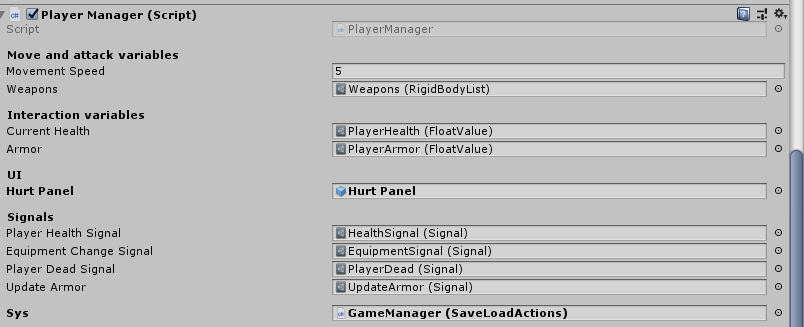 Player Manager (Script)
Script PlayerManager
Move and attack variables
Movement Speed 5
Weapons Weapons (RigidBodyList)
Interaction variables
Current Health PlayerHealth (FloatValue)
Armor PlayerArmor (FloatValue)
UI
Hurt Panel Hurt Panel
Signals
Player Health Signal HealthSignal (Signal)
Equipment Change Signal EquipmentSignal (Signal)
Player Dead Signal PlayerDead (Signal)
Update Armor UpdateArmor (Signal)
Sys GameManager (SaveLoadActions)